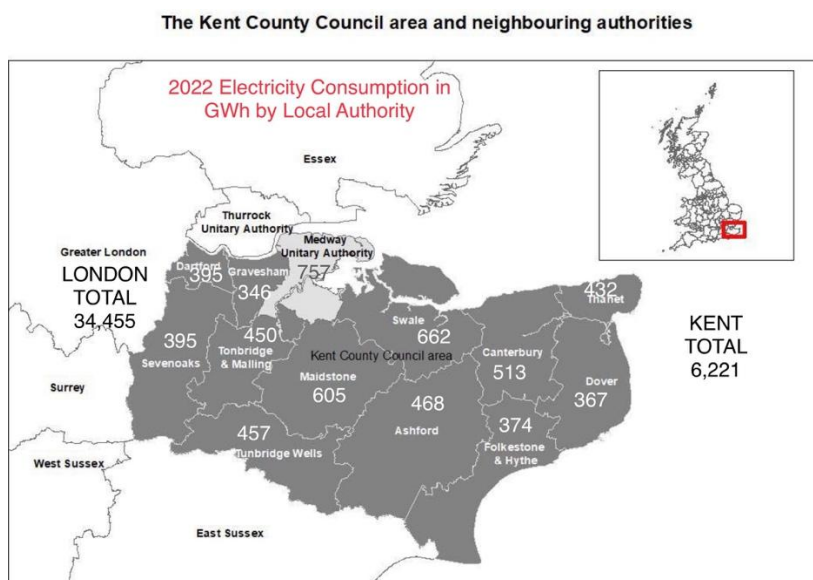 The Kent County Council area and neighbouring authorities
2022 Electricity Consumption in
GWh by Local Authority
Essex
Thurrock
Unitary Authority
Medway
Unitary Authority
757
Greater London
LONDON
TOTAL
34,455
Dartford
395
Gravesham
346
432
Thanet
KENT
TOTAL
6,221
395
Sevenoaks
450
Tonbridge
& Malling
Swale
662
Kent County Council area
Canterbury
513
Maidstone
605
Dover
367
Surrey
468
Ashford
374
Folkestone
& Hythe
457
Tunbridge Wells
West Sussex
East Sussex